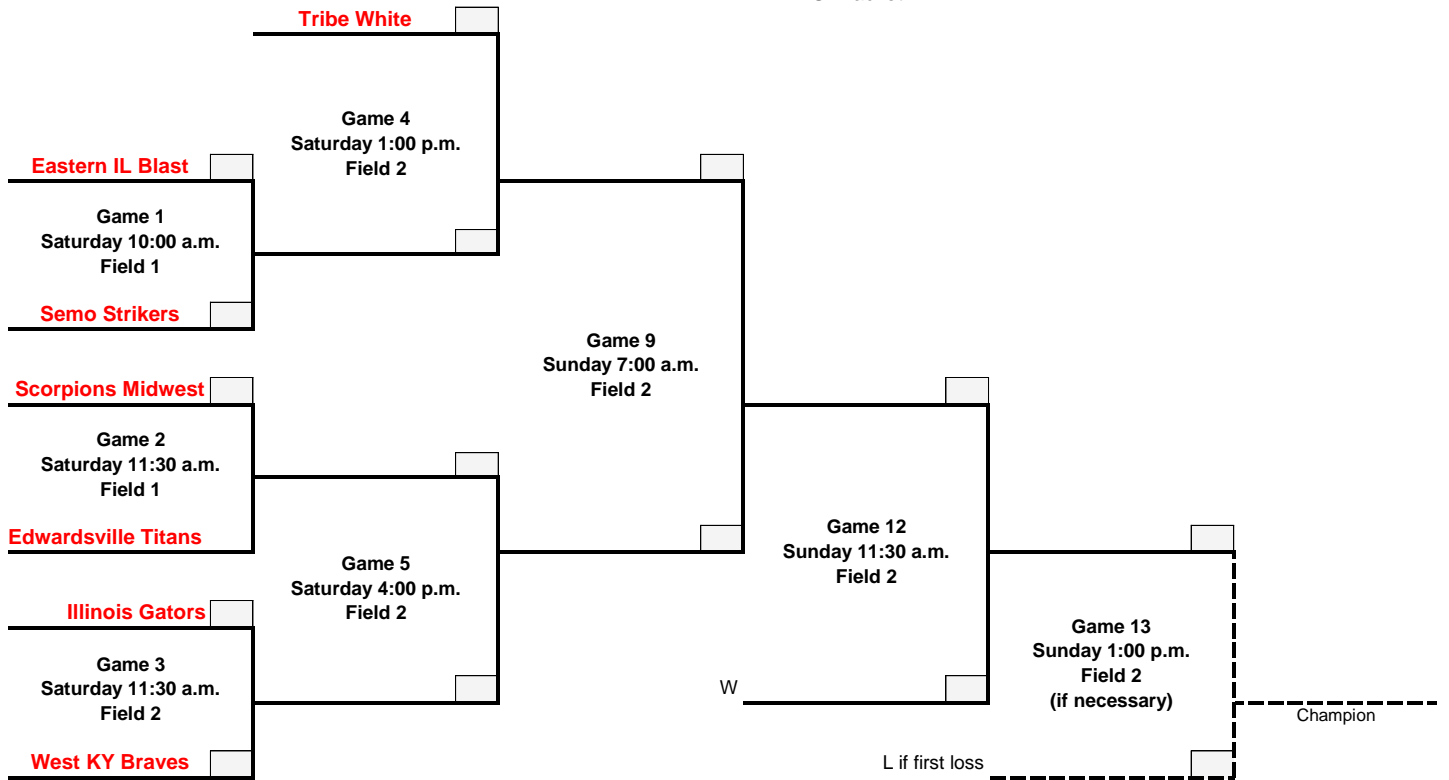 Tribe White
Game 4
Saturday 1:00 p.m.
Field 2
Eastern IL Blast
Game 1
Saturday 10:00 a.m.
Field 1
Semo Strikers
Game 9
Sunday 7:00 a.m.
Field 2
Scorpions Midwest
Game 2
Saturday 11:30 a.m.
Field 1
Edwardsville Titans
Game 5
Saturday 4:00 p.m.
Field 2
Game 12
Sunday 11:30 a.m.
Field 2
Illinois Gators
Game 3
Saturday 11:30 a.m.
Field 2
West KY Braves
W
Game 13
Sunday 1:00 p.m.
Field 2
(if necessary)
Champion
L if first loss